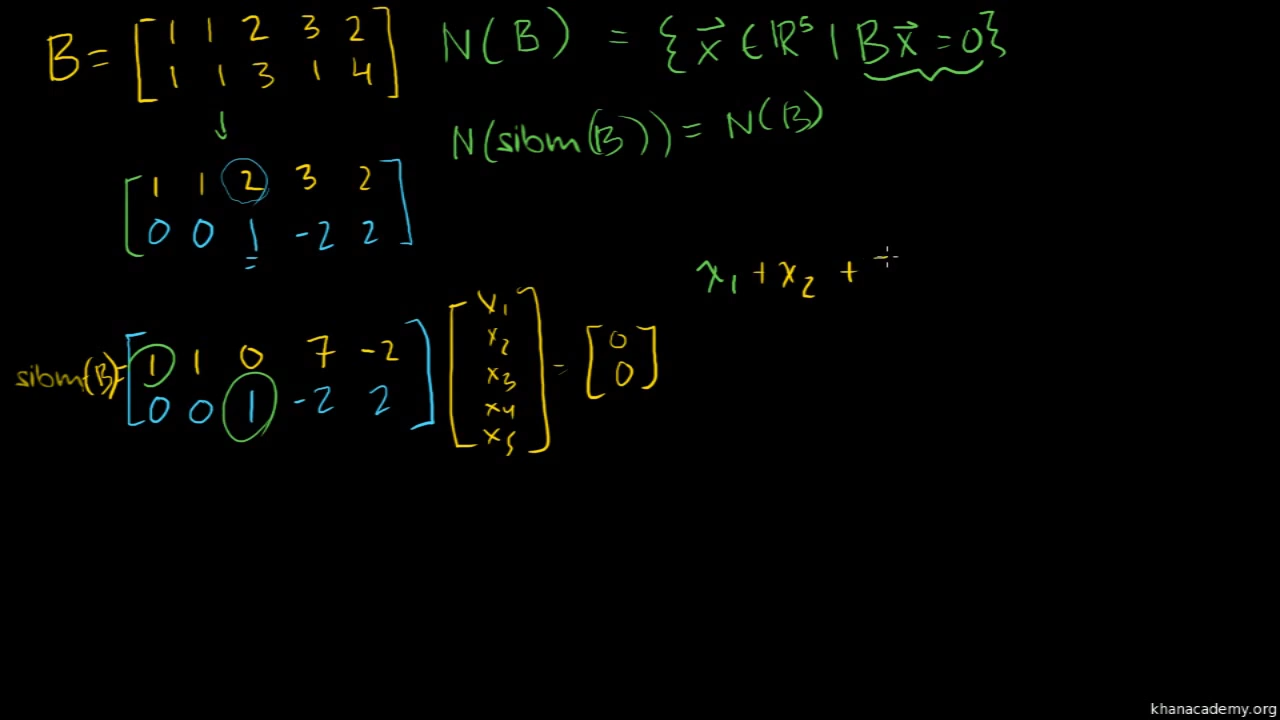 B = [ 1 1 2 3 2
1 1 3 1 4 ]
N(B) = {x⃗ ∈ ℝ⁵ | Bx⃗ = 0}
↓
N(sibm(B)) = N(B)
[ 1 1 2 3 2
0 0 1 -2 2 ]
x₁ + x₂ +
sibm(B)= [ 1 1 0 7 -2
0 0 1 -2 2 ]
[ x₁
x₂
x₃
x₄
x₅ ]
= [ 0
0 ]
khanacademy.org